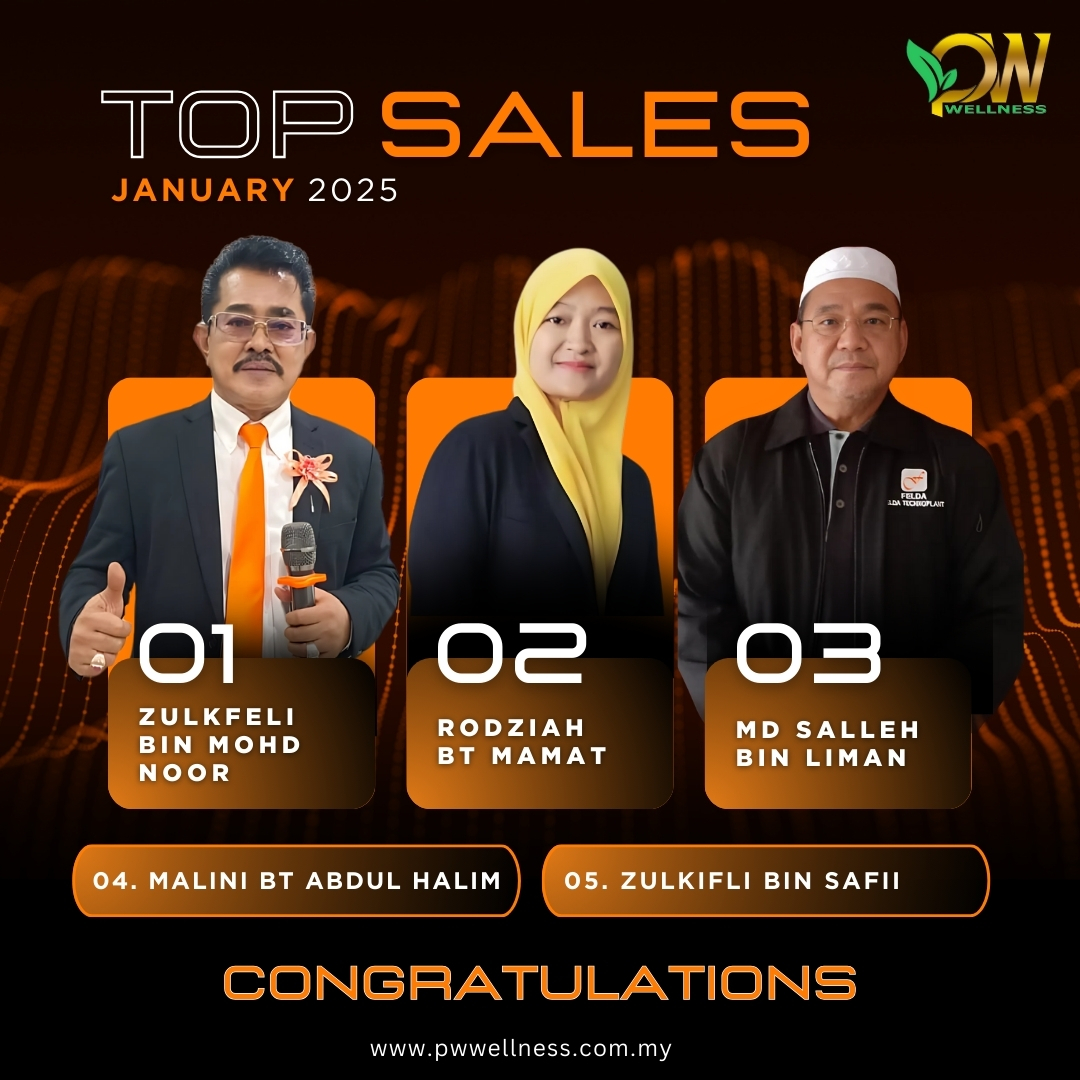 PW
WELLNESS
TOP SALES
JANUARY 2025
FELDA
TECHNOPLANT
01
ZULKFELI
BIN MOHD
NOOR
02
RODZIAH
BT MAMAT
03
MD SALLEH
BIN LIMAN
04. MALINI BT ABDUL HALIM
05. ZULKIFLI BIN SAFII
CONGRATULATIONS
www.pwwellness.com.my